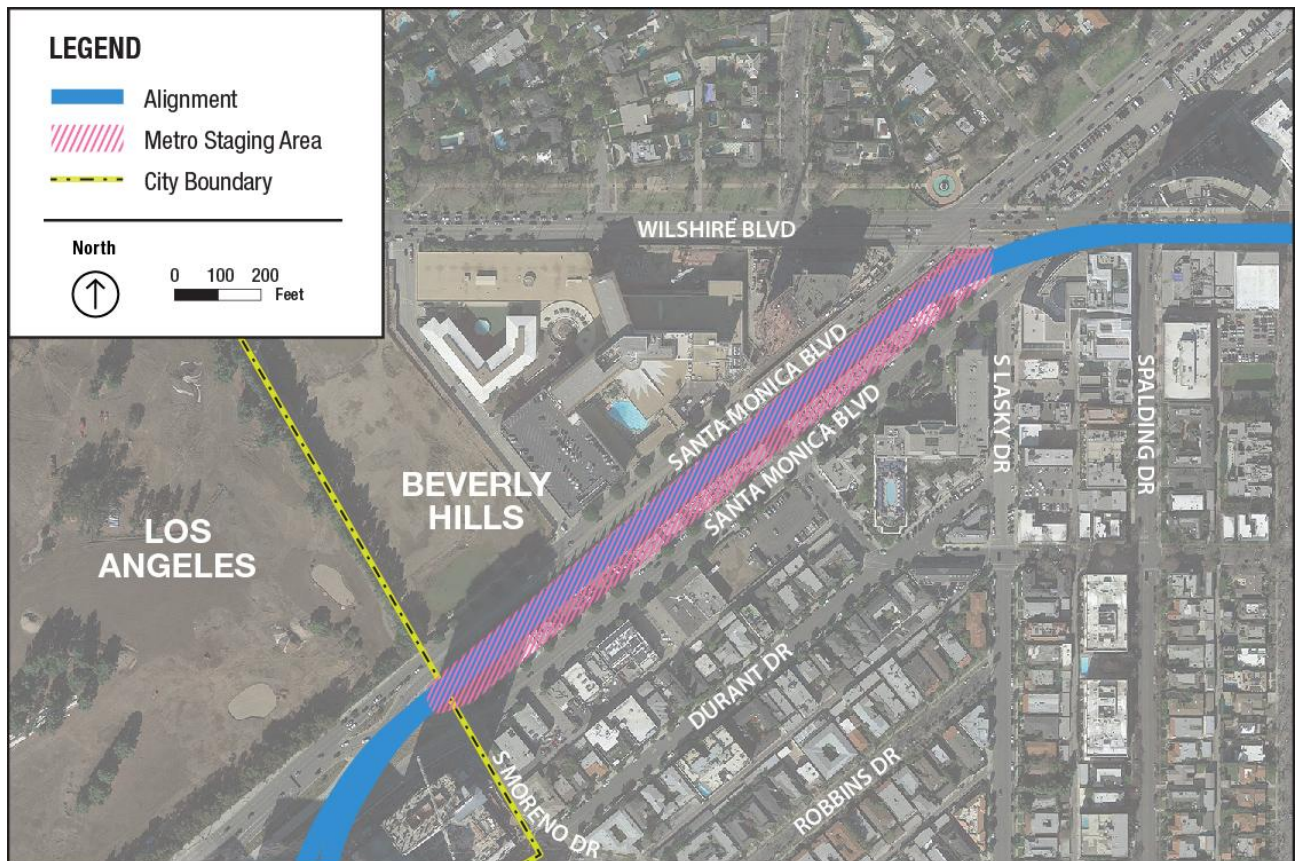 LEGEND
Alignment
Metro Staging Area
City Boundary
North
0 100 200
Feet
WILSHIRE BLVD
SANTA MONICA BLVD
SANTA MONICA BLVD
S LASKY DR
SPALDING DR
BEVERLY
HILLS
LOS
ANGELES
DURANT DR
S MORENO DR
ROBBINS DR